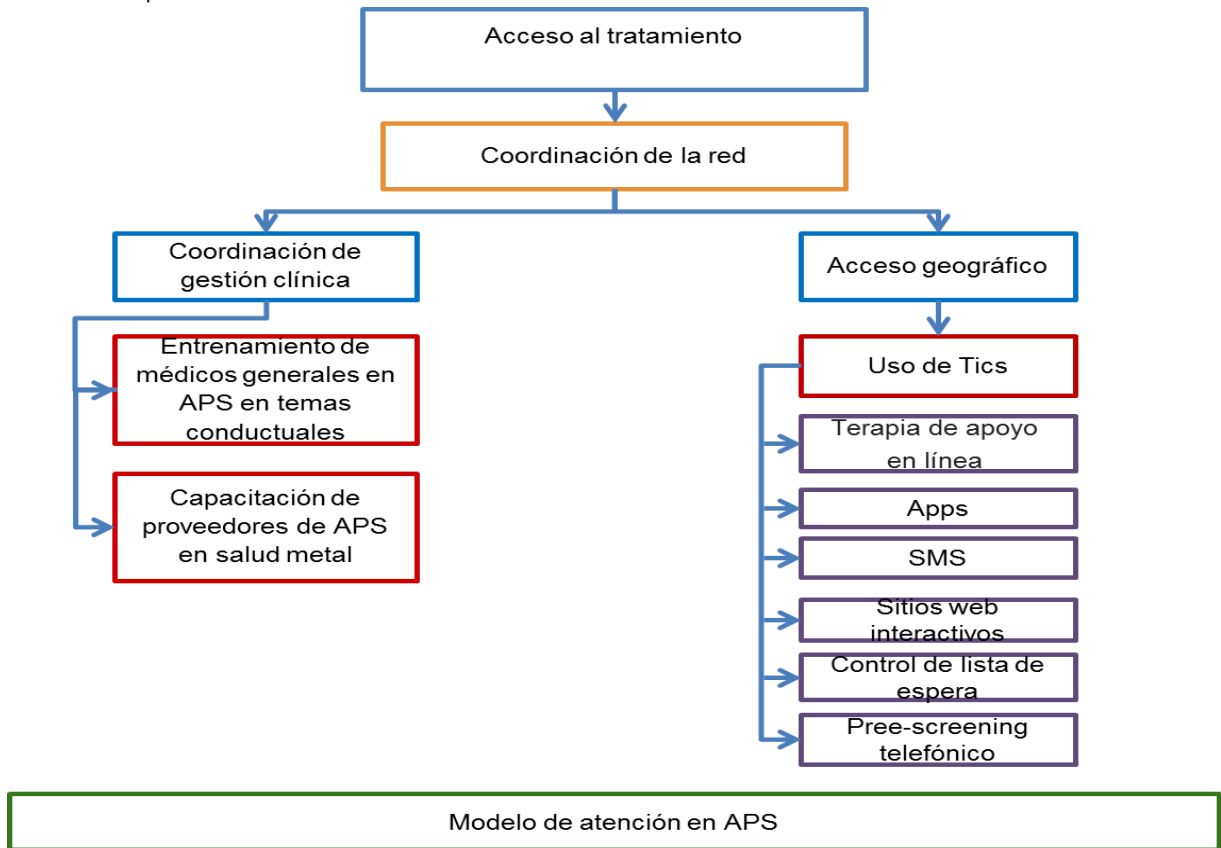 Acceso al tratamiento
Coordinación de la red
Coordinación de
gestión clínica
Acceso geográfico
Entrenamiento de
médicos generales en
APS en temas
conductuales
Uso de Tics
Terapia de apoyo
en línea
Capacitación de
proveedores de APS
en salud metal
Apps
SMS
Sitios web
interactivos
Control de lista de
espera
Pree-screening
telefónico
Modelo de atención en APS